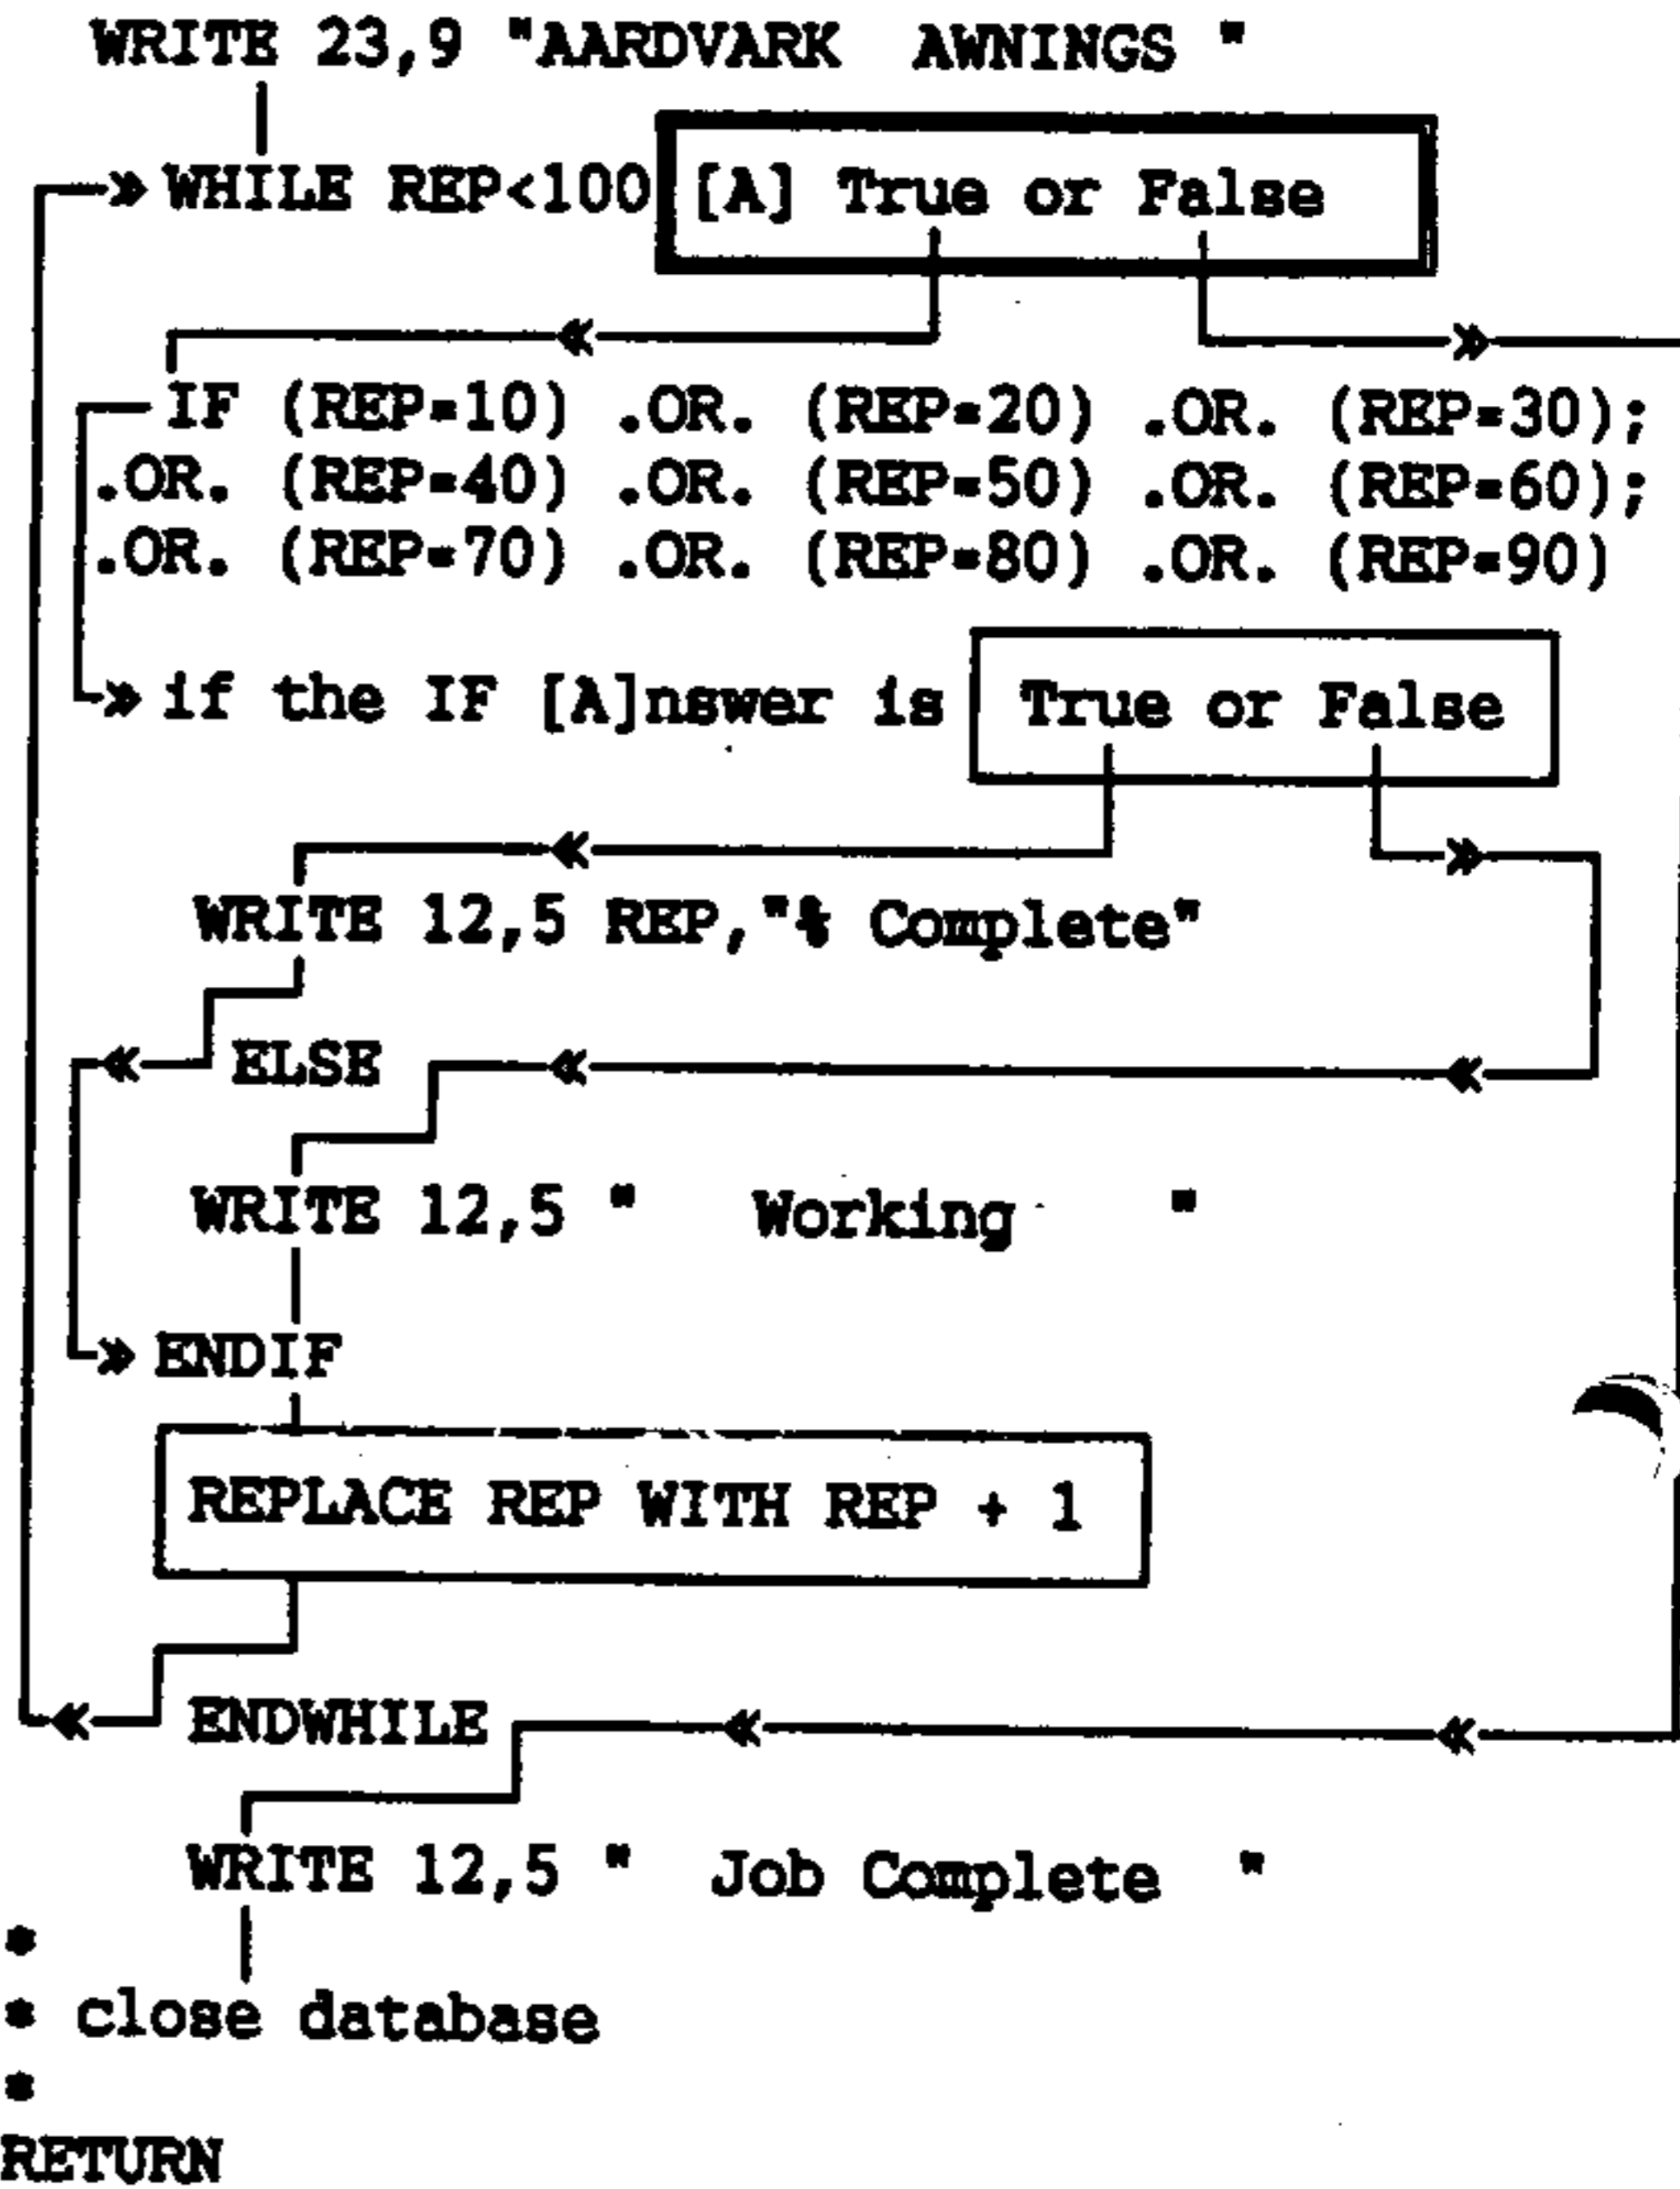 WRITE 23,9 "AARDVARK  AWNINGS "
WHILE REP<100 [A] True or False
IF (REP=10) .OR. (REP=20) .OR. (REP=30);
.OR. (REP=40) .OR. (REP=50) .OR. (REP=60);
.OR. (REP=70) .OR. (REP=80) .OR. (REP=90)
if the IF [A]nswer is True or False
WRITE 12,5 REP,"% Complete"
ELSE
WRITE 12,5 "   Working    "
ENDIF
REPLACE REP WITH REP + 1
ENDWHILE
WRITE 12,5 "  Job Complete  "
*
* close database
*
RETURN